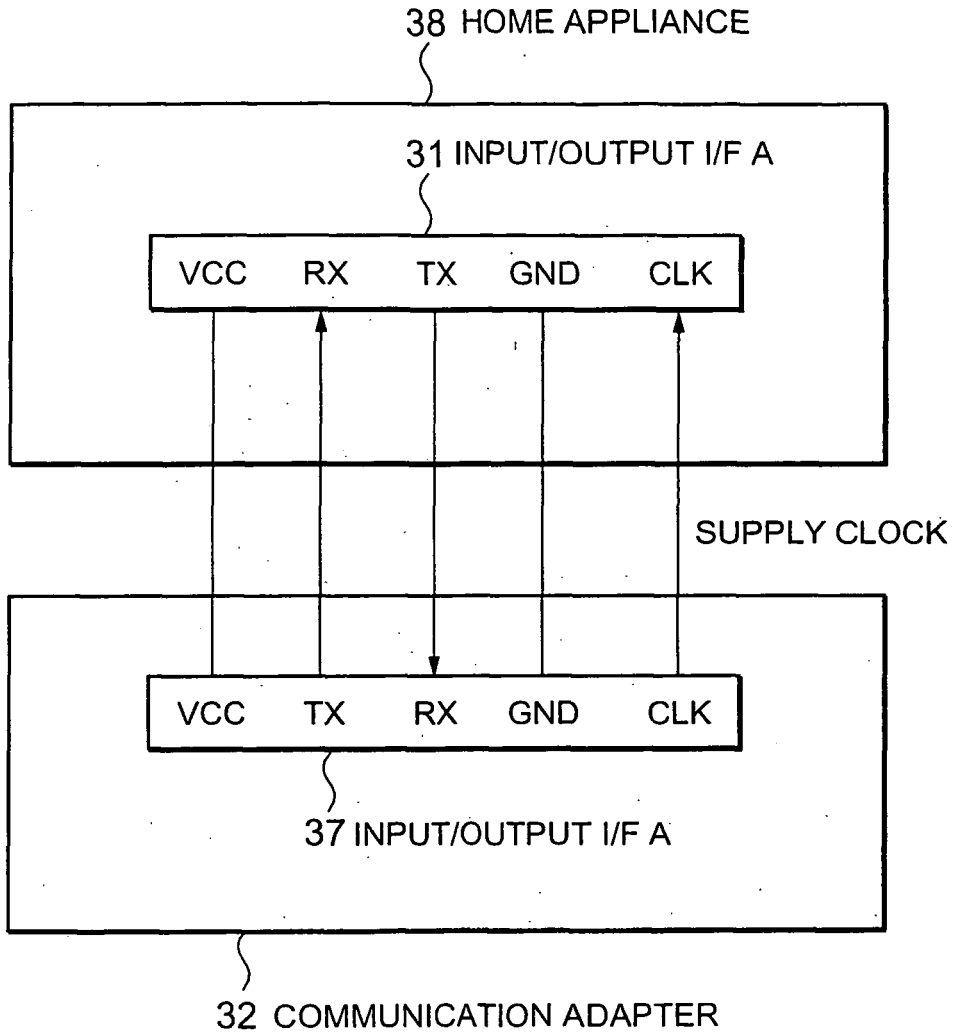 38 HOME APPLIANCE
31 INPUT/OUTPUT I/F A
VCC RX TX GND CLK
SUPPLY CLOCK
VCC TX RX GND CLK
37 INPUT/OUTPUT I/F A
32 COMMUNICATION ADAPTER